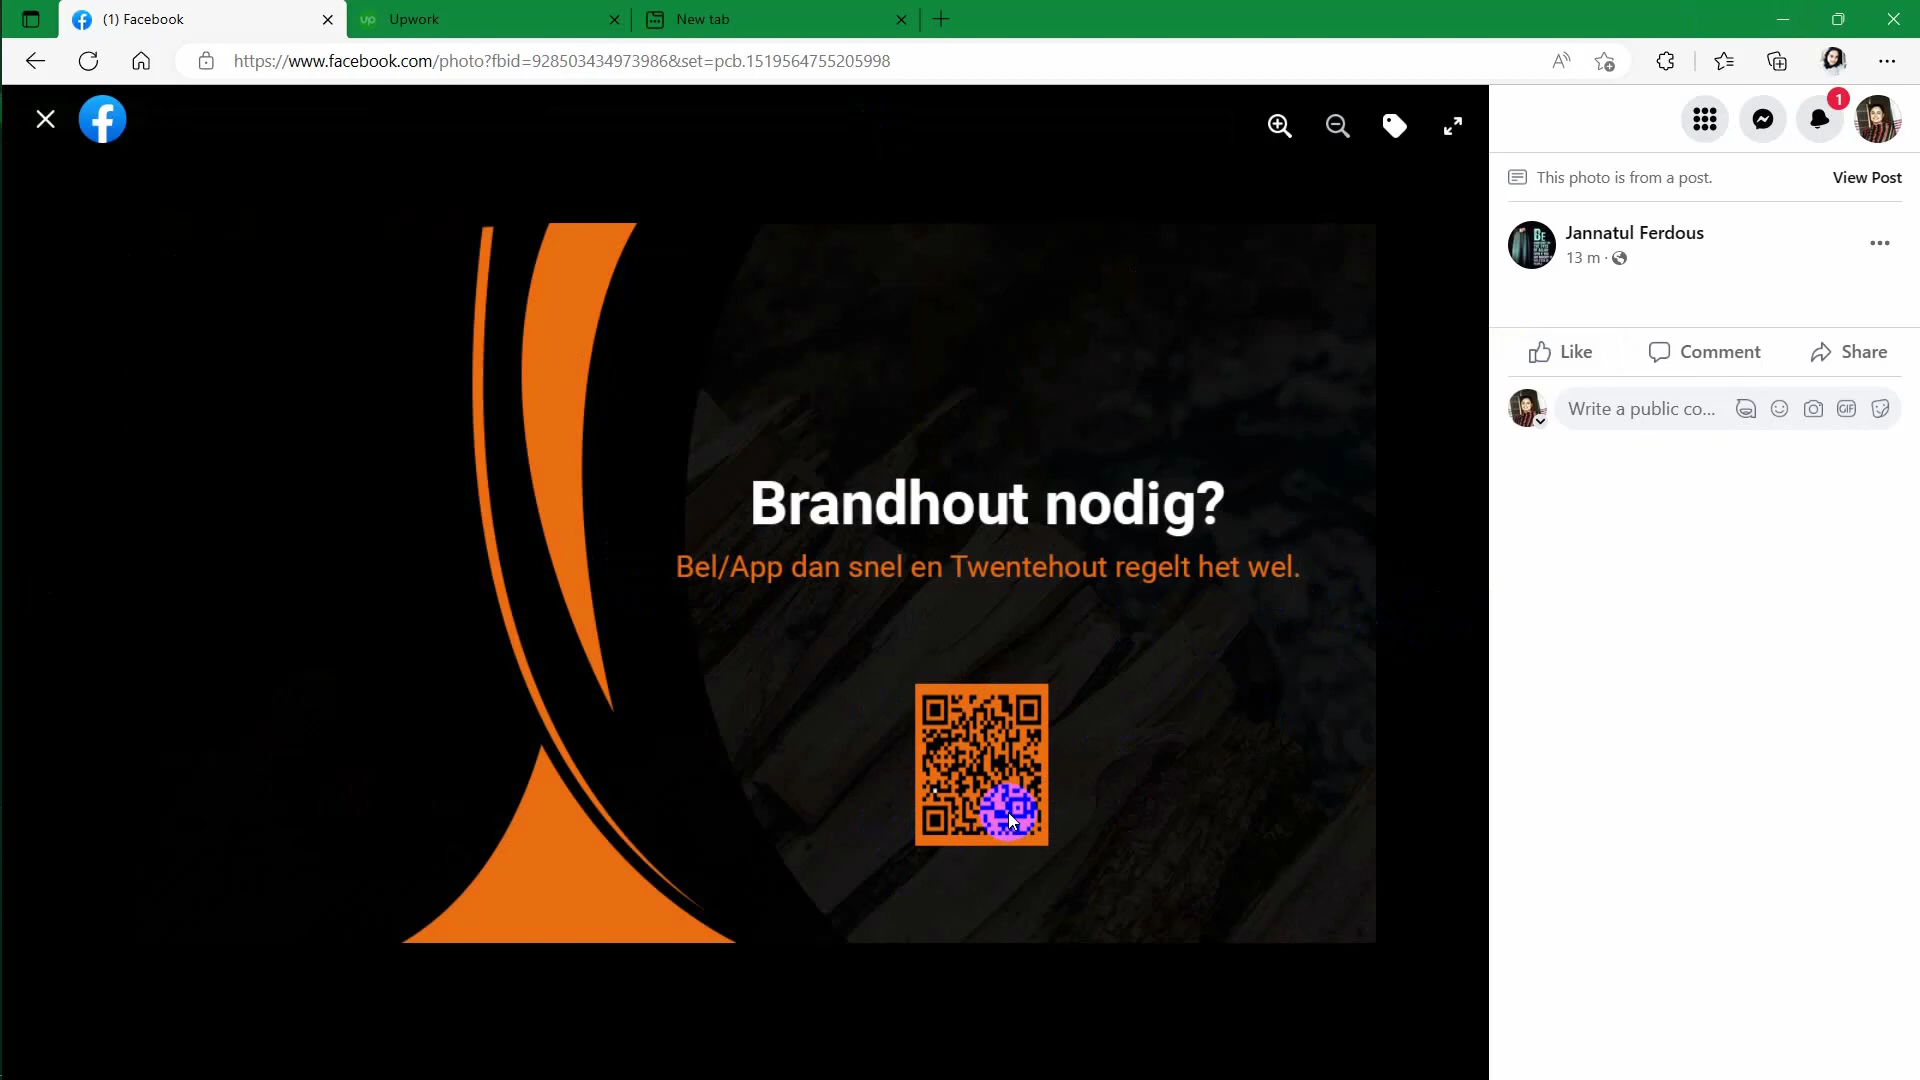 (1) Facebook
Upwork
New tab
https://www.facebook.com/photo?fbid=928503434973986&set=pcb.1519564755205998
1
This photo is from a post.
View Post
Jannatul Ferdous
13 m ·
Like
Comment
Share
Write a public co...
GIF
Brandhout nodig?
Bel/App dan snel en Twentehout regelt het wel.